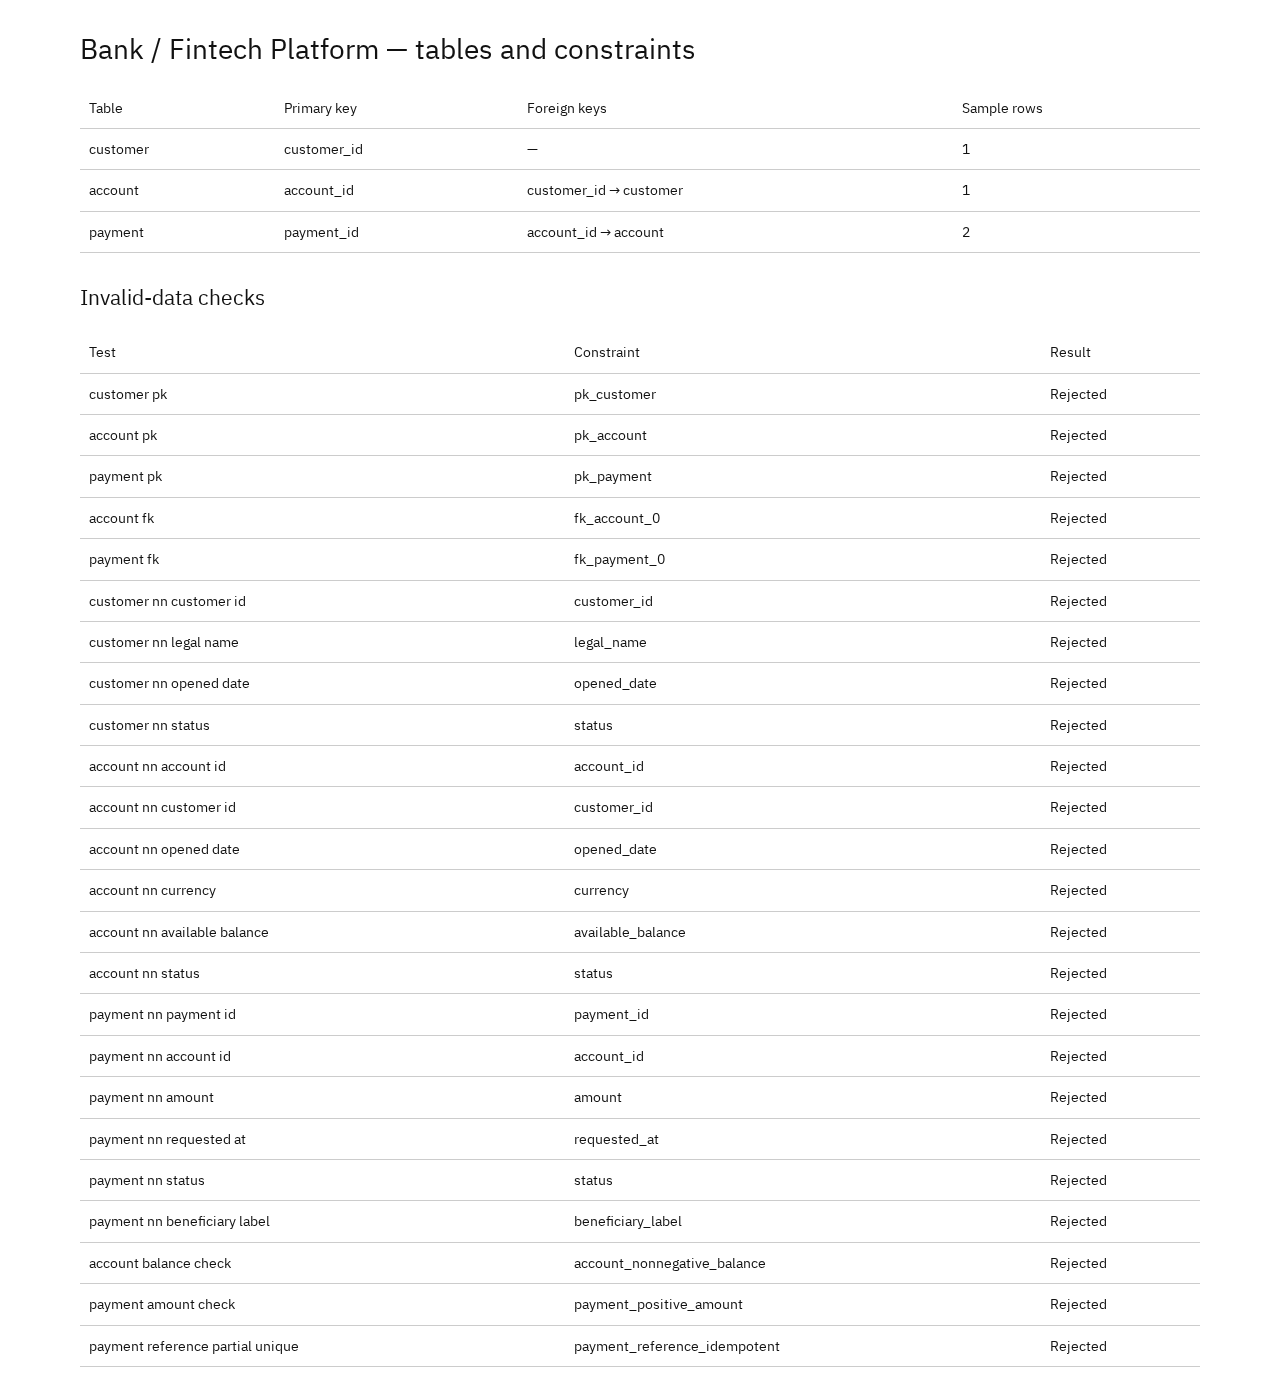 Bank / Fintech Platform — tables and constraints
Table Primary key Foreign keys Sample rows
customer customer_id — 1
account account_id customer_id → customer 1
payment payment_id account_id → account 2
Invalid-data checks
Test Constraint Result
customer pk pk_customer Rejected
account pk pk_account Rejected
payment pk pk_payment Rejected
account fk fk_account_0 Rejected
payment fk fk_payment_0 Rejected
customer nn customer id customer_id Rejected
customer nn legal name legal_name Rejected
customer nn opened date opened_date Rejected
customer nn status status Rejected
account nn account id account_id Rejected
account nn customer id customer_id Rejected
account nn opened date opened_date Rejected
account nn currency currency Rejected
account nn available balance available_balance Rejected
account nn status status Rejected
payment nn payment id payment_id Rejected
payment nn account id account_id Rejected
payment nn amount amount Rejected
payment nn requested at requested_at Rejected
payment nn status status Rejected
payment nn beneficiary label beneficiary_label Rejected
account balance check account_nonnegative_balance Rejected
payment amount check payment_positive_amount Rejected
payment reference partial unique payment_reference_idempotent Rejected